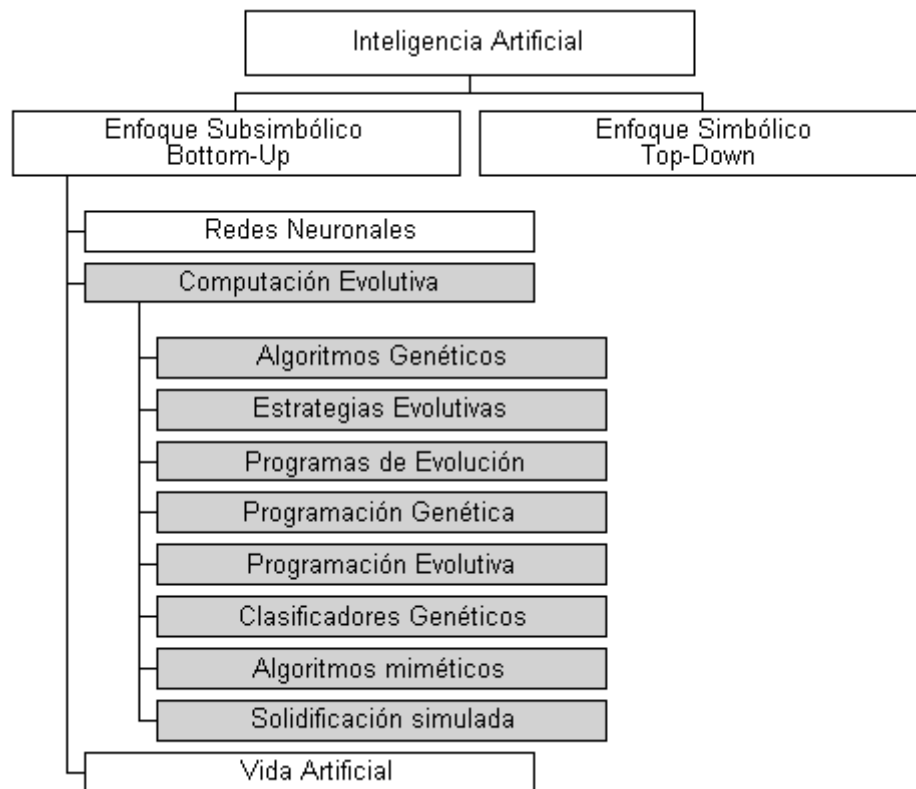 Inteligencia Artificial
Enfoque Subsimbólico
Bottom-Up
Enfoque Simbólico
Top-Down
Redes Neuronales
Computación Evolutiva
Algoritmos Genéticos
Estrategias Evolutivas
Programas de Evolución
Programación Genética
Programación Evolutiva
Clasificadores Genéticos
Algoritmos miméticos
Solidificación simulada
Vida Artificial